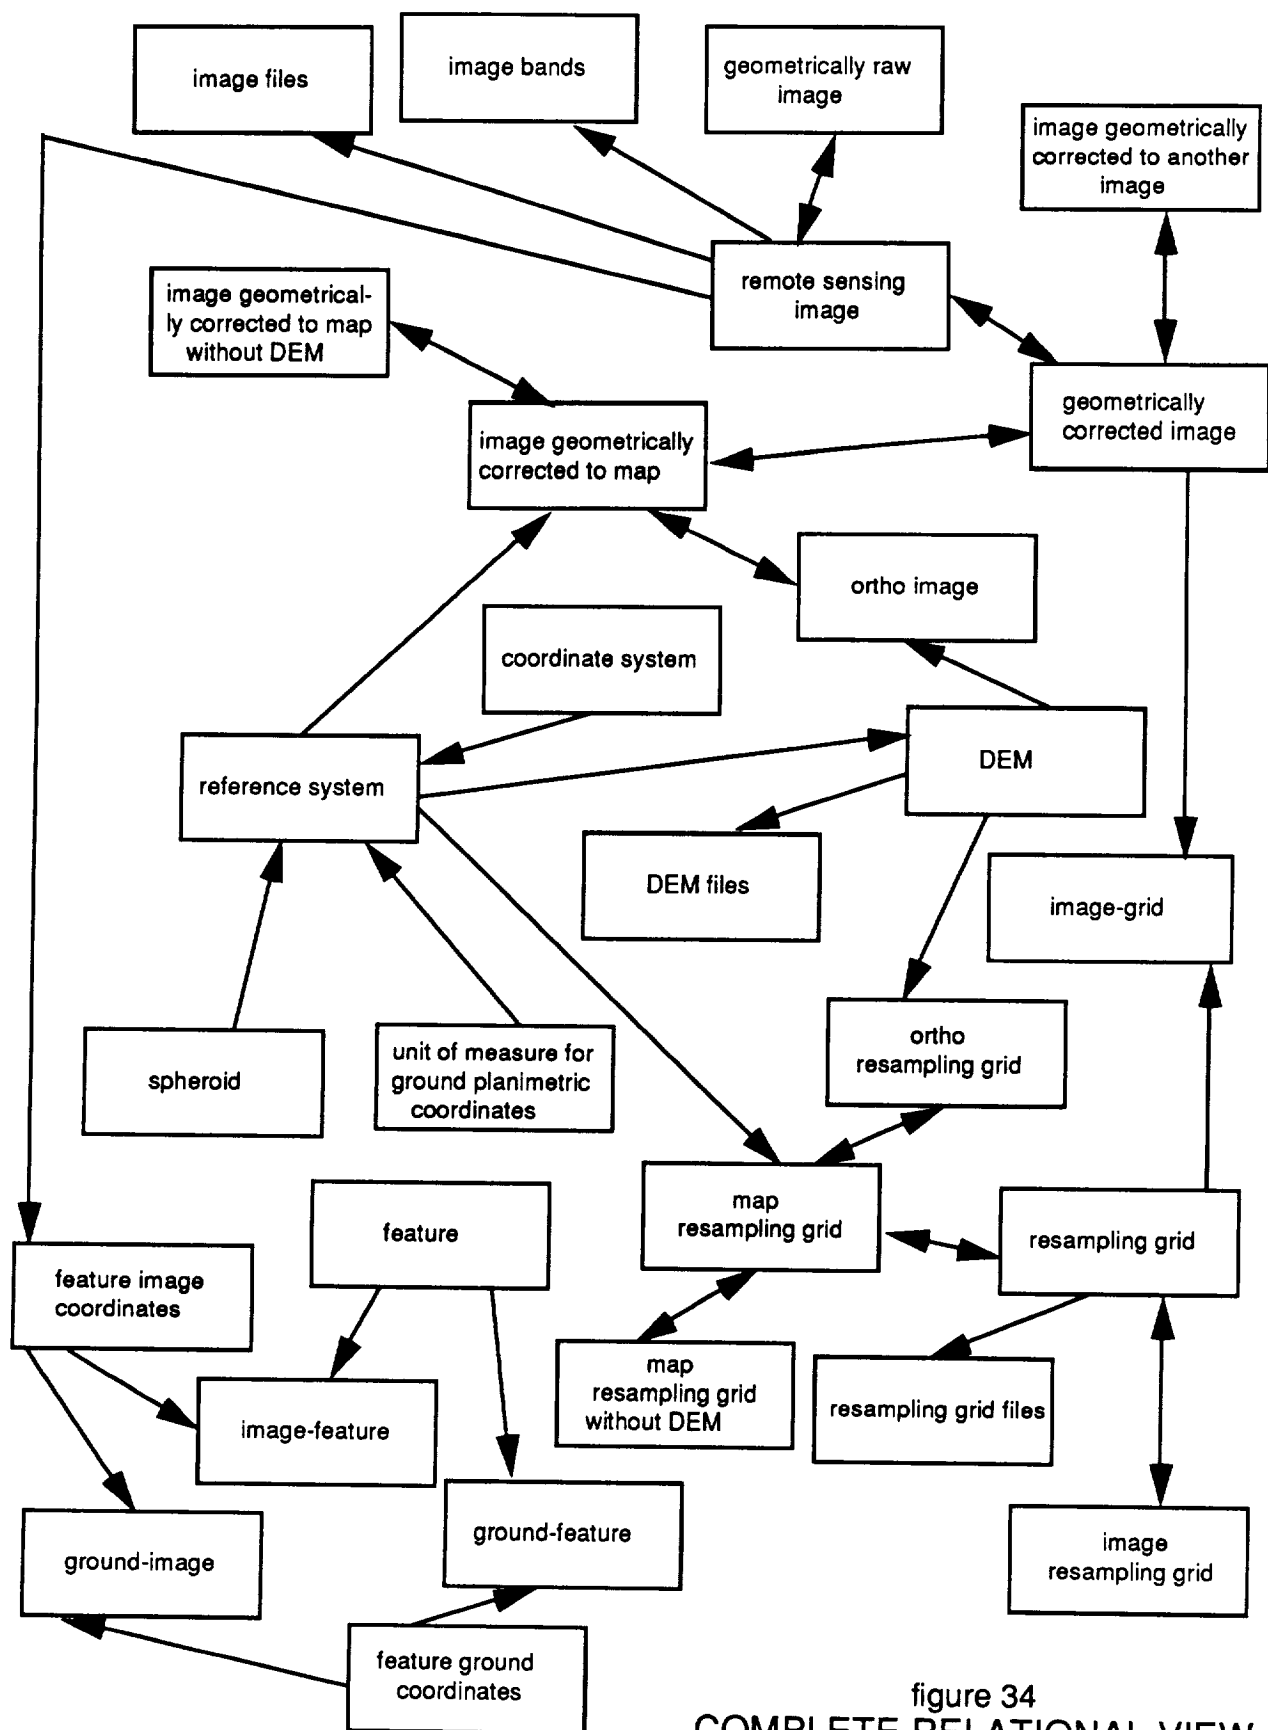 image files
image bands
geometrically raw
image
image geometrically
corrected to another
image
remote sensing
image
image geometrical-
ly corrected to map
without DEM
geometrically
corrected image
image geometrically
corrected to map
ortho image
coordinate system
reference system
DEM
DEM files
image-grid
ortho
resampling grid
spheroid
unit of measure for
ground planimetric
coordinates
map
resampling grid
feature
resampling grid
feature image
coordinates
map
resampling grid
without DEM
resampling grid files
image-feature
ground-feature
ground-image
image
resampling grid
feature ground
coordinates
figure 34
COMPLETE RELATIONAL VIEW